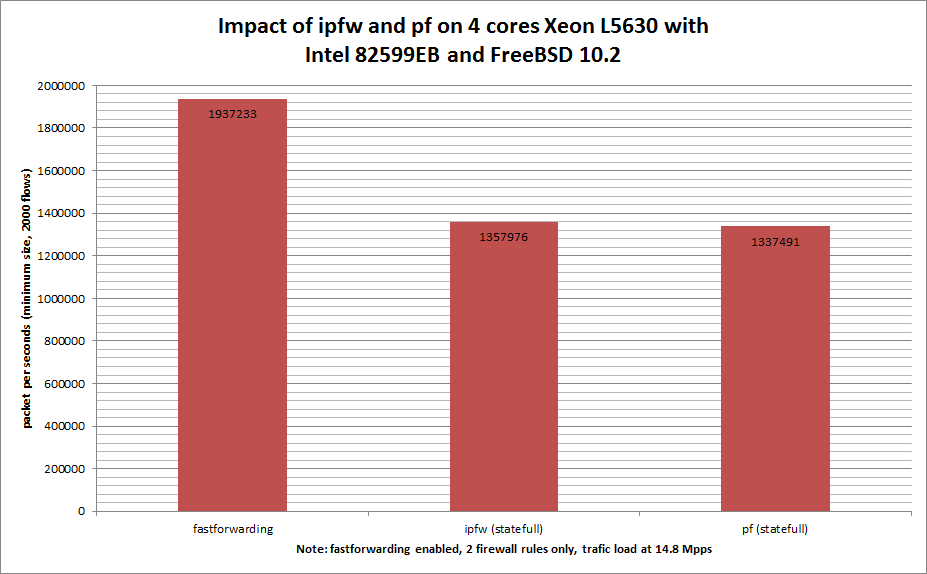 Impact of ipfw and pf on 4 cores Xeon L5630 with
Intel 82599EB and FreeBSD 10.2
packet per seconds (minimum size, 2000 flows)
2000000
1800000
1600000
1400000
1200000
1000000
800000
600000
400000
200000
0
1937233
1357976
1337491
fastforwarding
ipfw (statefull)
pf (statefull)
Note: fastforwarding enabled, 2 firewall rules only, trafic load at 14.8 Mpps